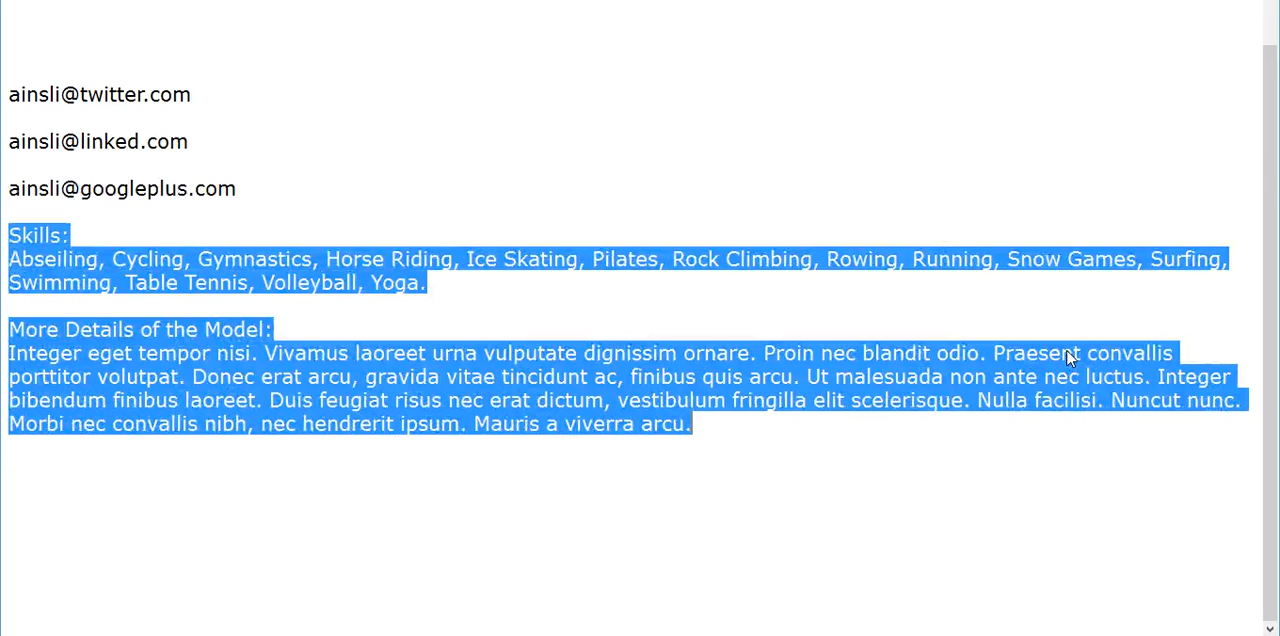 ainsli@twitter.com
ainsli@linked.com
ainsli@googleplus.com
Skills:
Abseiling, Cycling, Gymnastics, Horse Riding, Ice Skating, Pilates, Rock Climbing, Rowing, Running, Snow Games, Surfing,
Swimming, Table Tennis, Volleyball, Yoga.
More Details of the Model:
Integer eget tempor nisi. Vivamus laoreet urna vulputate dignissim ornare. Proin nec blandit odio. Praesent convallis
porttitor volutpat. Donec erat arcu, gravida vitae tincidunt ac, finibus quis arcu. Ut malesuada non ante nec luctus. Integer
bibendum finibus laoreet. Duis feugiat risus nec erat dictum, vestibulum fringilla elit scelerisque. Nulla facilisi. Nuncut nunc.
Morbi nec convallis nibh, nec hendrerit ipsum. Mauris a viverra arcu.